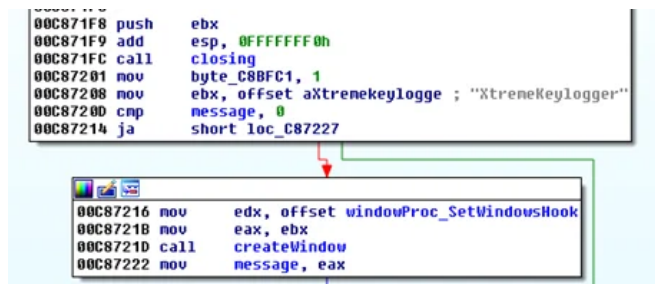 00C871F8 push ebx
00C871F9 add esp, 0FFFFFFF0h
00C871FC call closing
00C87201 mov byte_C8BFC1, 1
00C87208 mov ebx, offset aXtremekeylogge ; "XtremeKeylogger"
00C8720D cmp message, 0
00C87214 ja short loc_C87227
00C87216 mov edx, offset windowProc_SetWindowsHook
00C8721B mov eax, ebx
00C8721D call createWindow
00C87222 mov message, eax